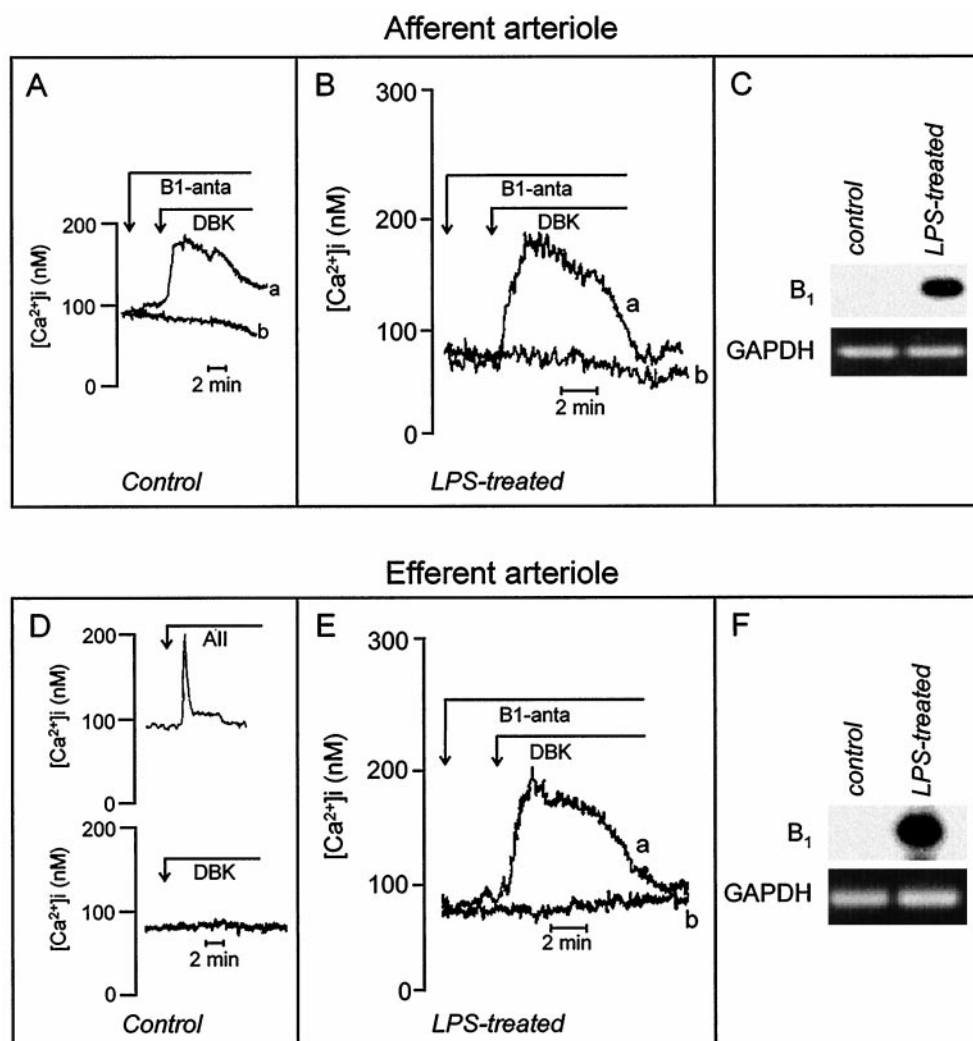 Afferent arteriole
A
B1-anta
DBK
[Ca²⁺]i (nM)
200
100
0
a
b
2 min
Control
B
300
200
100
0
[Ca²⁺]i (nM)
B1-anta
DBK
a
b
2 min
LPS-treated
C
control
LPS-treated
B₁
GAPDH
Efferent arteriole
D
AII
[Ca²⁺]i (nM)
200
100
0
DBK
[Ca²⁺]i (nM)
200
100
0
2 min
Control
E
300
200
100
0
[Ca²⁺]i (nM)
B1-anta
DBK
a
b
2 min
LPS-treated
F
control
LPS-treated
B₁
GAPDH